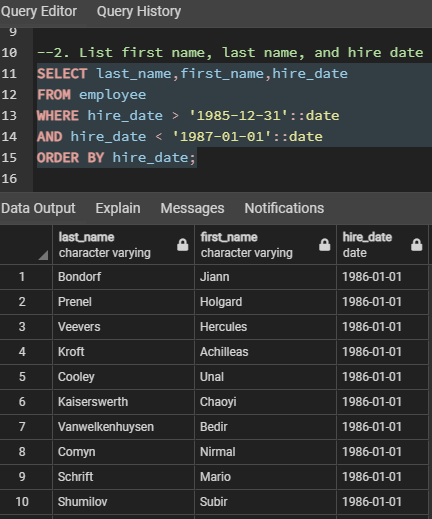 Query Editor Query History
9
10 --2. List first name, last name, and hire date
11 SELECT last_name,first_name,hire_date
12 FROM employee
13 WHERE hire_date > '1985-12-31'::date
14 AND hire_date < '1987-01-01'::date
15 ORDER BY hire_date;
16
Data Output Explain Messages Notifications
last_name first_name hire_date
character varying character varying date
1 Bondorf Jiann 1986-01-01
2 Prenel Holgard 1986-01-01
3 Veevers Hercules 1986-01-01
4 Kroft Achilleas 1986-01-01
5 Cooley Unal 1986-01-01
6 Kaiserswerth Chaoyi 1986-01-01
7 Vanwelkenhuysen Bedir 1986-01-01
8 Comyn Nirmal 1986-01-01
9 Schrift Mario 1986-01-01
10 Shumilov Subir 1986-01-01